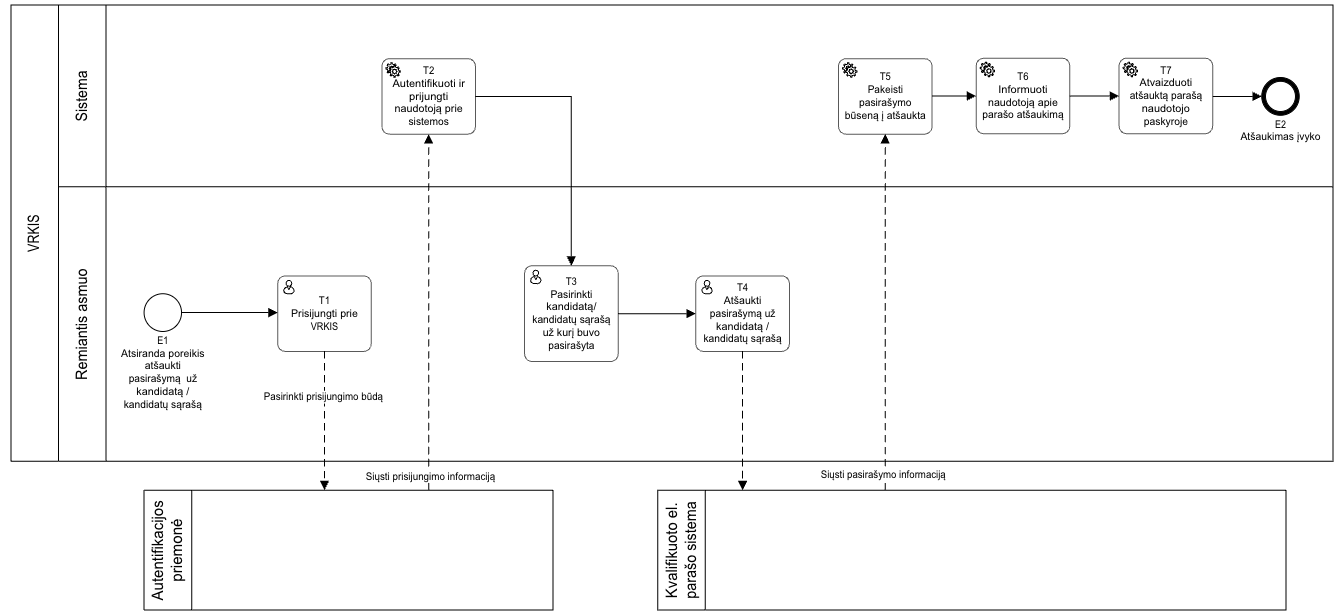 VRKIS
Sistema
T2
Autentifikuoti ir
prijungti
naudotoją prie
sistemos
T5
Pakeisti
pasirašymo
būseną į atšaukta
T6
Informuoti
naudotoją apie
parašo atšaukimą
T7
Atvaizduoti
atšauktą parašą
naudotojo
paskyroje
E2
Atšaukimas įvyko
Remiantis asmuo
E1
Atsiranda poreikis
atšaukti
pasirašymą už
kandidatą /
kandidatų sąrašą
T1
Prisijungti prie
VRKIS
Pasirinkti prisijungimo būdą
T3
Pasirinkti
kandidatą/
kandidatų sąrašą
už kurį buvo
pasirašyta
T4
Atšaukti
pasirašymą už
kandidatą /
kandidatų sąrašą
Siųsti prisijungimo informaciją
Siųsti pasirašymo informaciją
Autentifikacijos
priemonė
Kvalifikuoto el.
parašo sistema